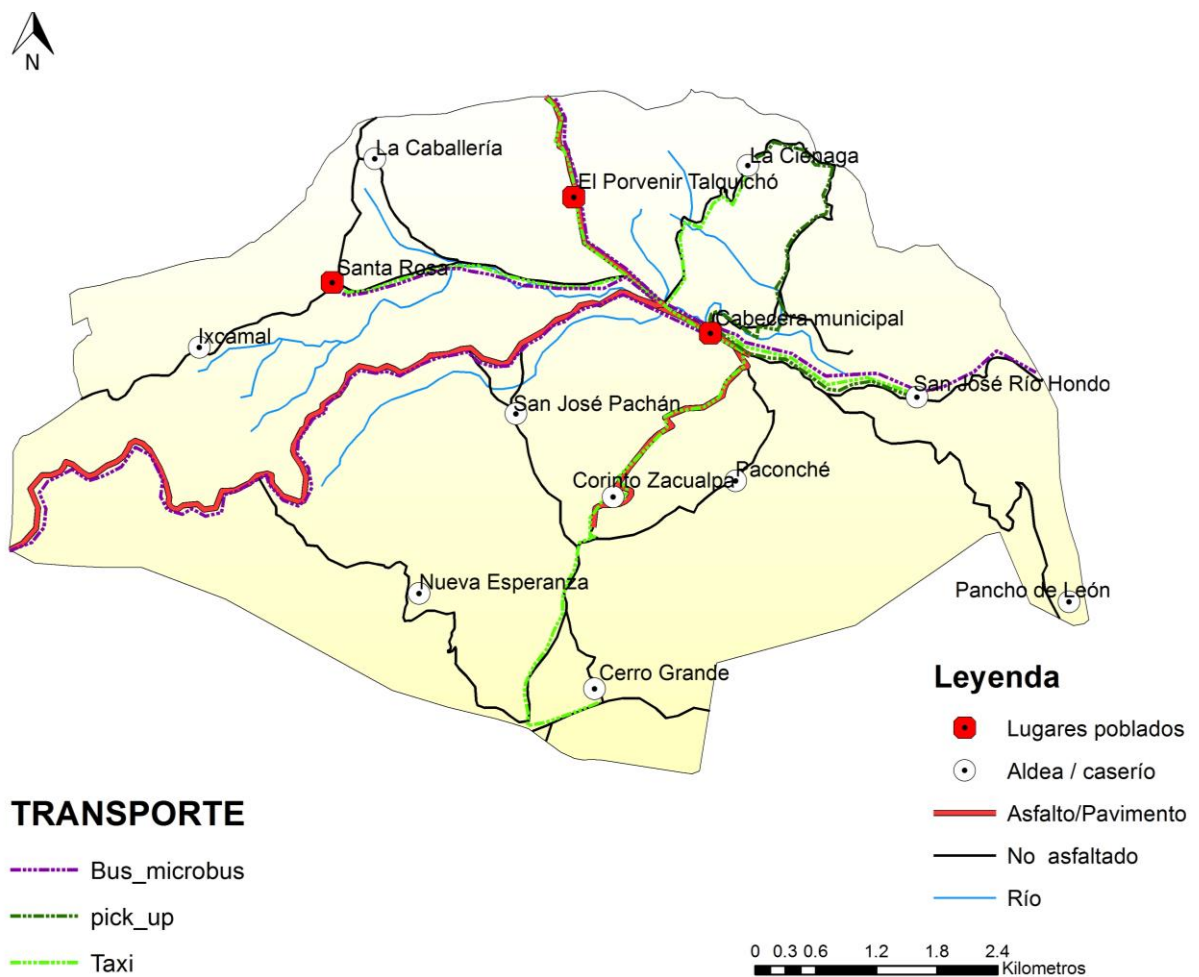 N
La Caballería
La Ciénaga
El Porvenir Talquichó
Santa Rosa
Cabecera municipal
Ixcamal
San José Río Hondo
San José Pachán
Paconché
Corinto Zacualpa
Nueva Esperanza
Pancho de León
Cerro Grande
Leyenda
Lugares poblados
Aldea / caserío
Asfalto/Pavimento
No asfaltado
Río
TRANSPORTE
Bus_microbus
pick_up
Taxi
0 0.3 0.6 1.2 1.8 2.4
Kilometros